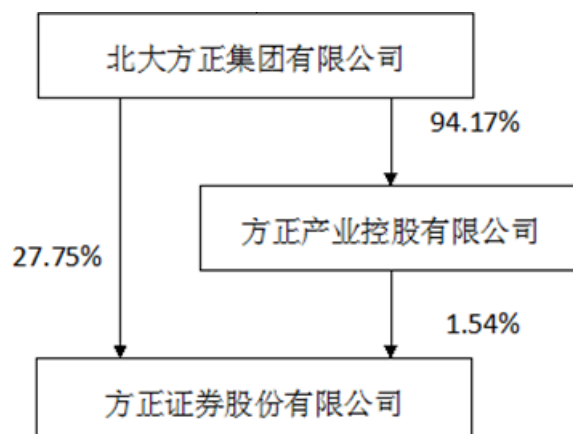 北大方正集团有限公司
94.17%
方正产业控股有限公司
27.75%
1.54%
方正证券股份有限公司